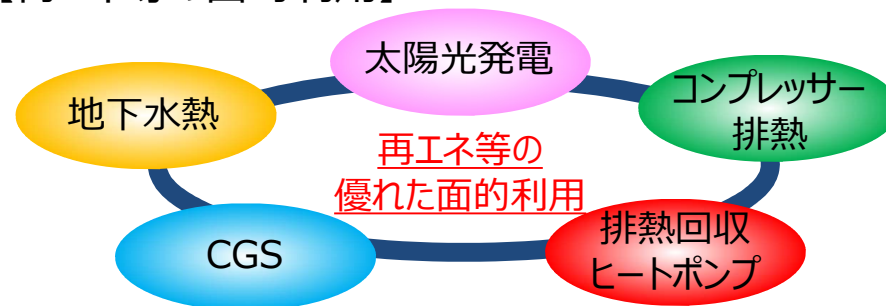 太陽光発電
コンプレッサー
排熱
地下水熱
再エネ等の
優れた面的利用
CGS
排熱回収
ヒートポンプ